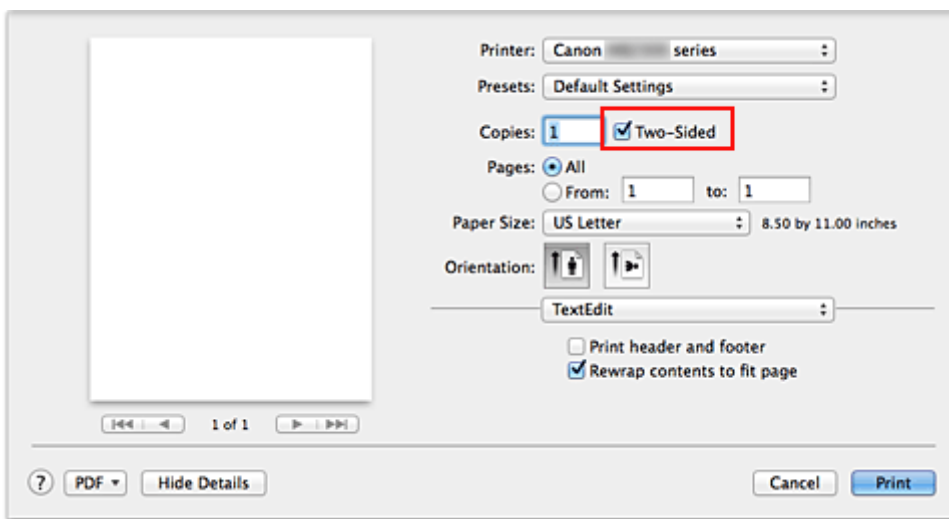 Printer: Canon series
Presets: Default Settings
Copies: 1 Two-Sided
Pages: All
From: 1 to: 1
Paper Size: US Letter 8.50 by 11.00 inches
Orientation:
TextEdit
Print header and footer
Rewrap contents to fit page
1 of 1
? PDF Hide Details Cancel Print